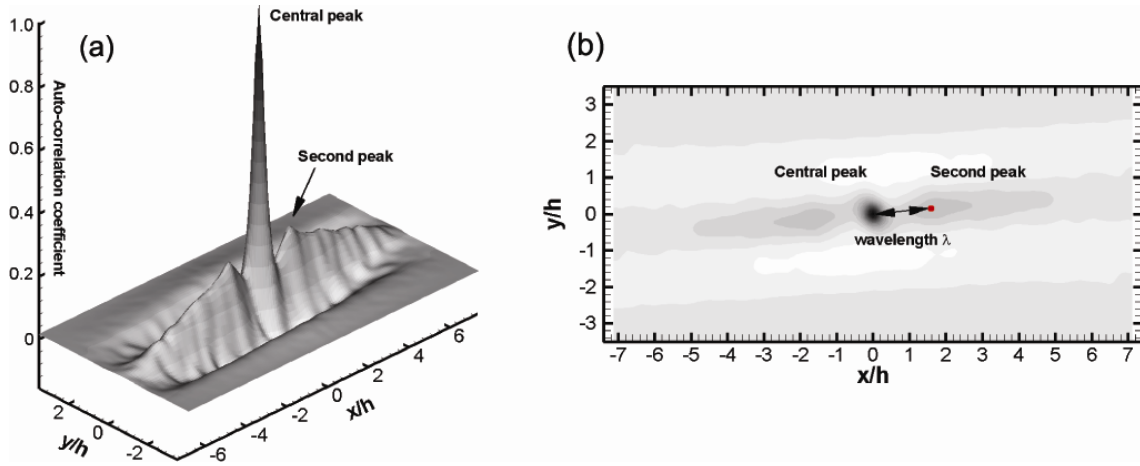 (a)
Central peak
Second peak
Auto-correlation coefficient
1.0
0.8
0.6
0.4
0.2
0
2
0
-2
y/h
-6
-4
-2
0
2
4
6
x/h
(b)
Central peak
Second peak
wavelength λ
y/h
3
2
1
0
-1
-2
-3
-7 -6 -5 -4 -3 -2 -1 0 1 2 3 4 5 6 7
x/h